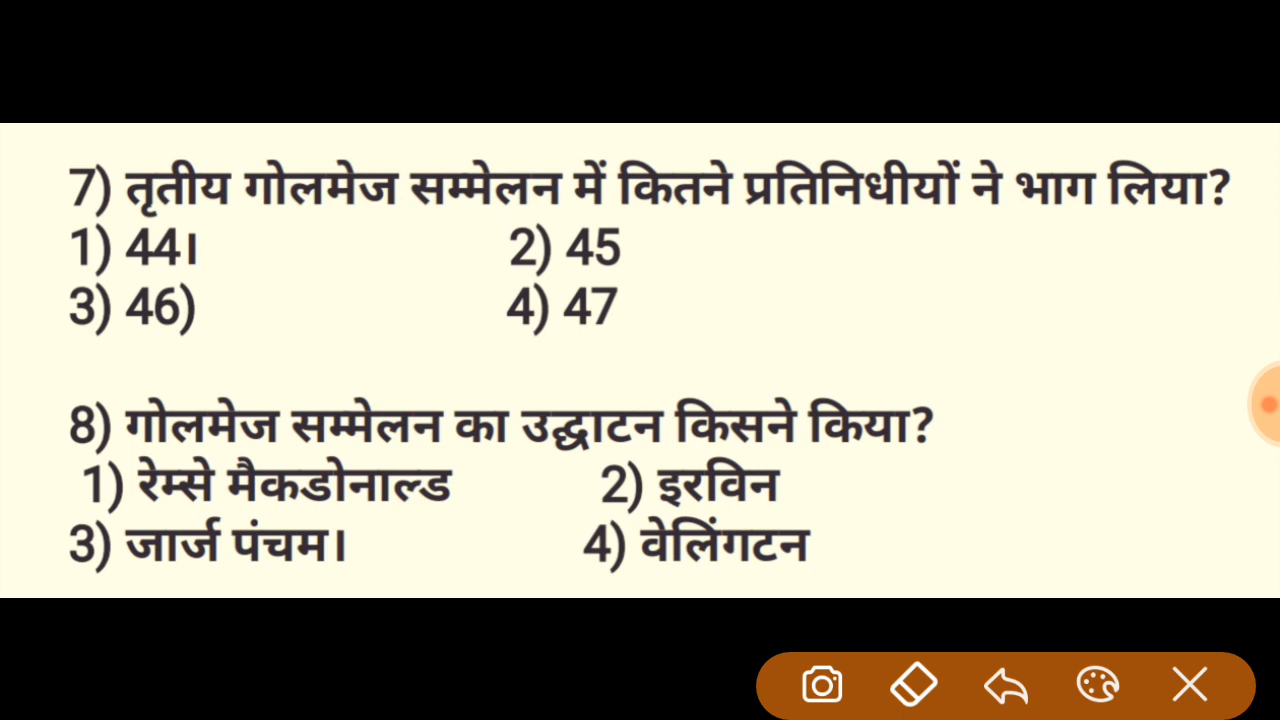 7) तृतीय गोलमेज सम्मेलन में कितने प्रतिनिधीयों ने भाग लिया?
1) 44। 2) 45
3) 46) 4) 47
8) गोलमेज सम्मेलन का उद्घाटन किसने किया?
1) रेम्से मैकडोनाल्ड 2) इरविन
3) जार्ज पंचम। 4) वेलिंगटन